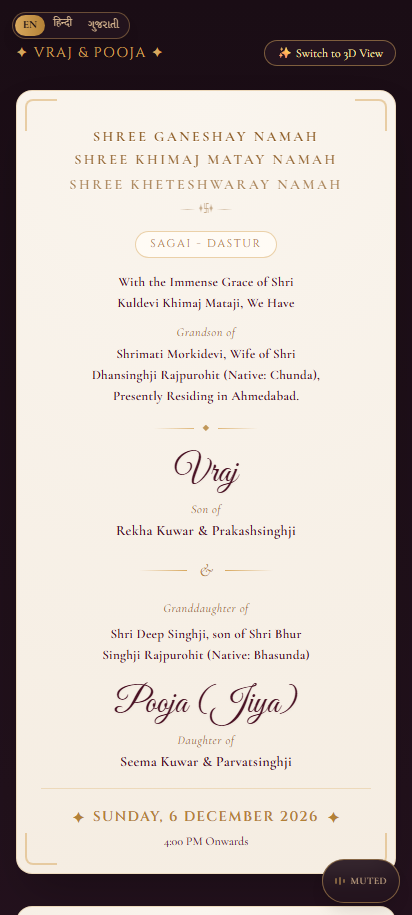 EN हिन्दी ગુજરાતી
✦ VRAJ & POOJA ✦
✨ Switch to 3D View
SHREE GANESHAY NAMAH
SHREE KHIMAJ MATAY NAMAH
SHREE KHETESHWARAY NAMAH
SAGAI - DASTUR
With the Immense Grace of Shri
Kuldevi Khimaj Mataji, We Have
Grandson of
Shrimati Morkidevi, Wife of Shri
Dhansinghji Rajpurohit (Native: Chunda),
Presently Residing in Ahmedabad.
Vraj
Son of
Rekha Kuwar & Prakashsinghji
&
Granddaughter of
Shri Deep Singhji, son of Shri Bhur
Singhji Rajpurohit (Native: Bhasunda)
Pooja (Jiya)
Daughter of
Seema Kuwar & Parvatsinghji
✦ SUNDAY, 6 DECEMBER 2026 ✦
4:00 PM Onwards
MUTED